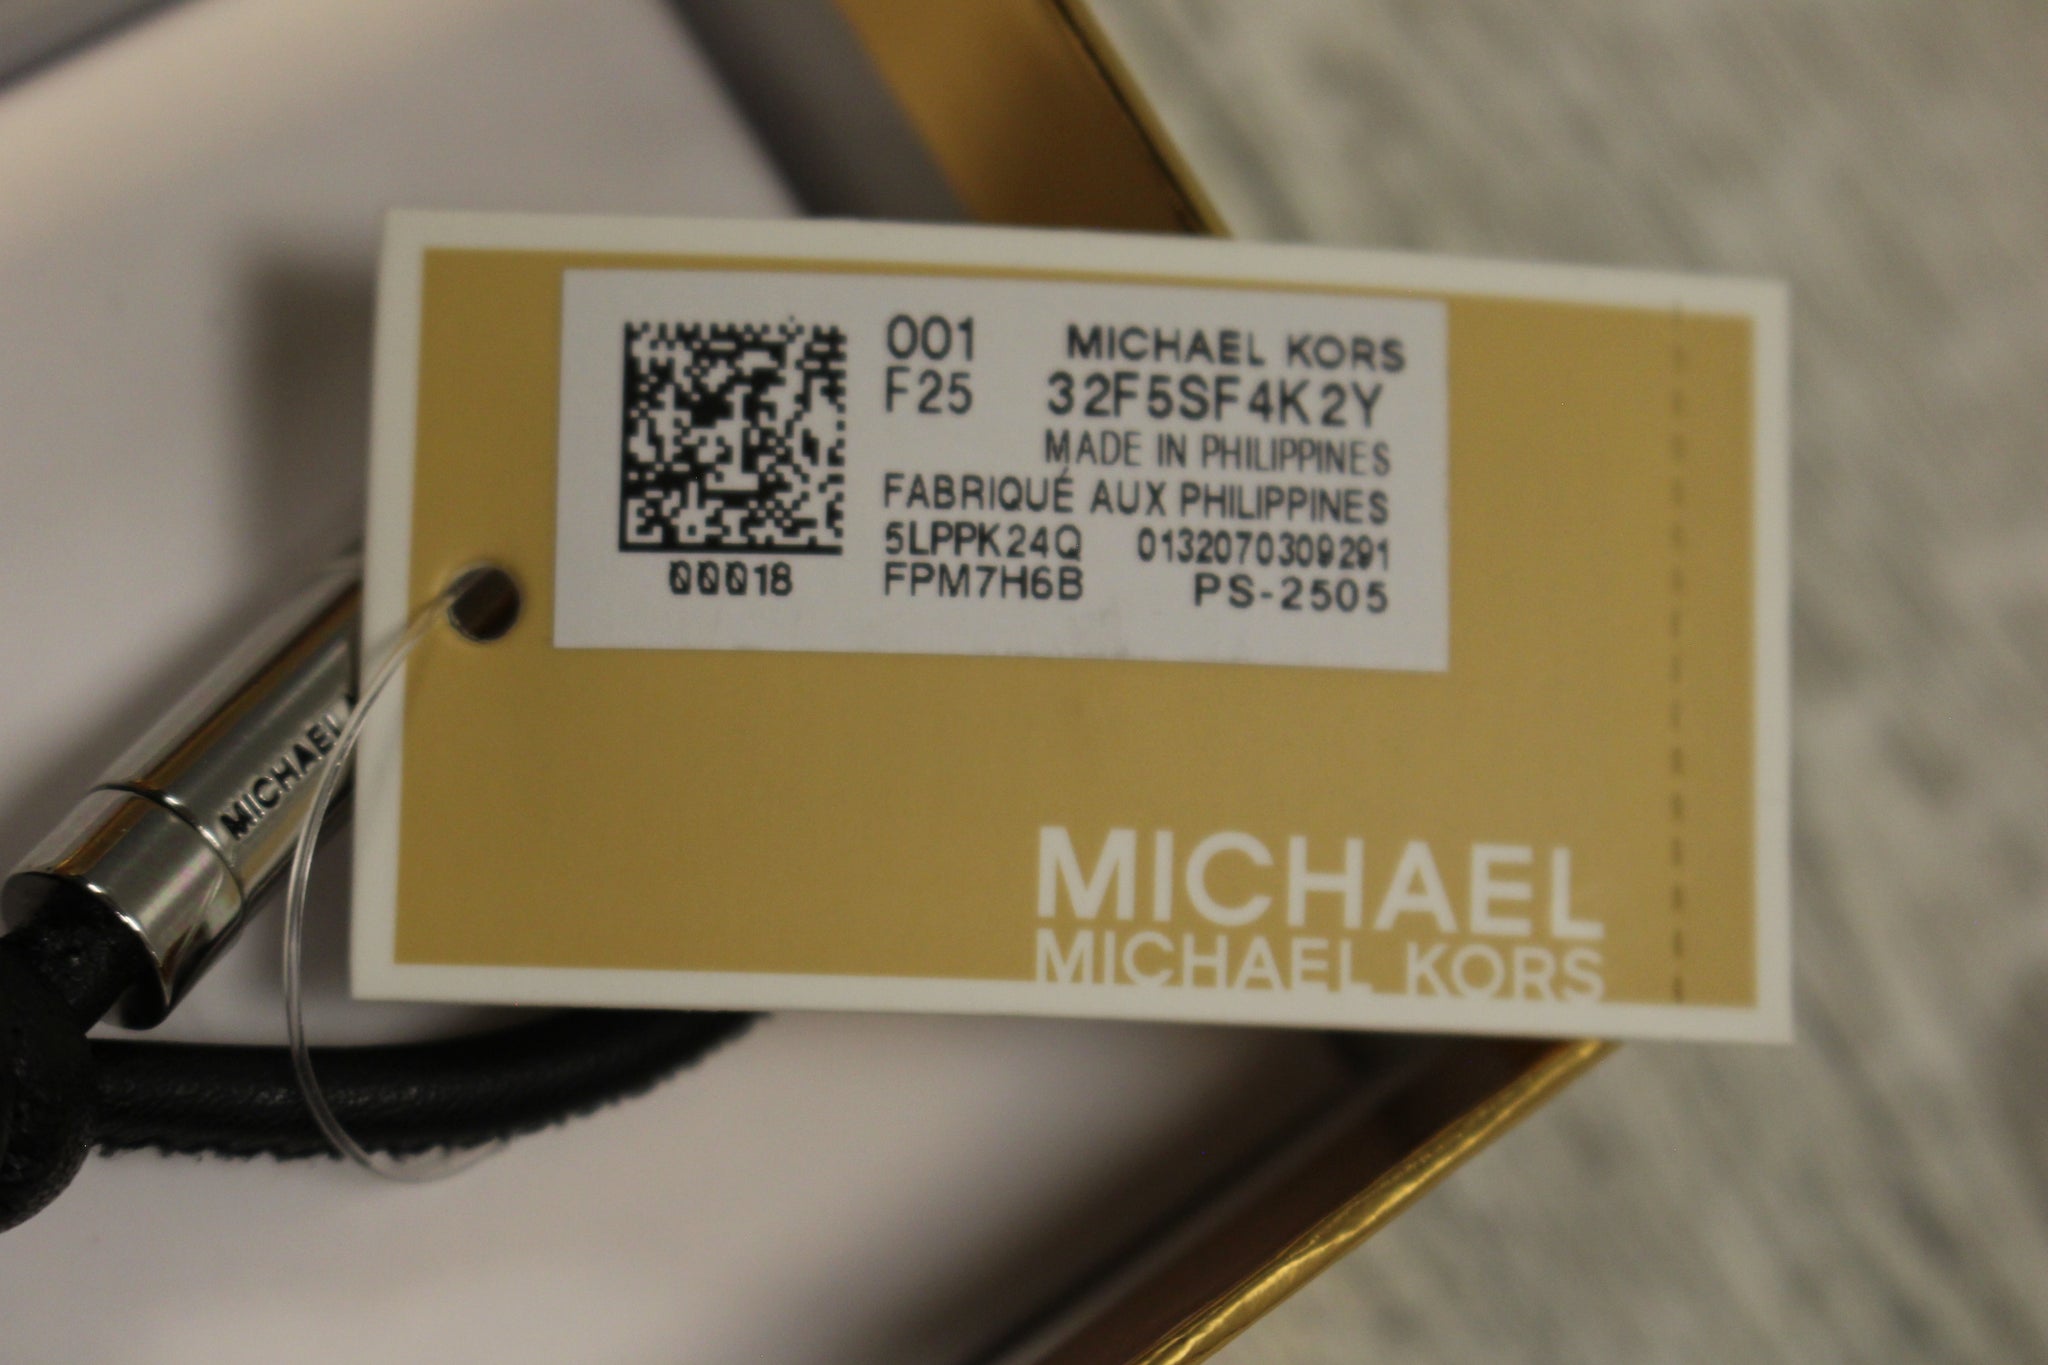 001 MICHAEL KORS
F25 32F5SF4K2Y
MADE IN PHILIPPINES
FABRIQUÉ AUX PHILIPPINES
5LPPK24Q 0132070309291
00018 FPM7H6B PS-2505
MICHAEL
MICHAEL
MICHAEL KORS